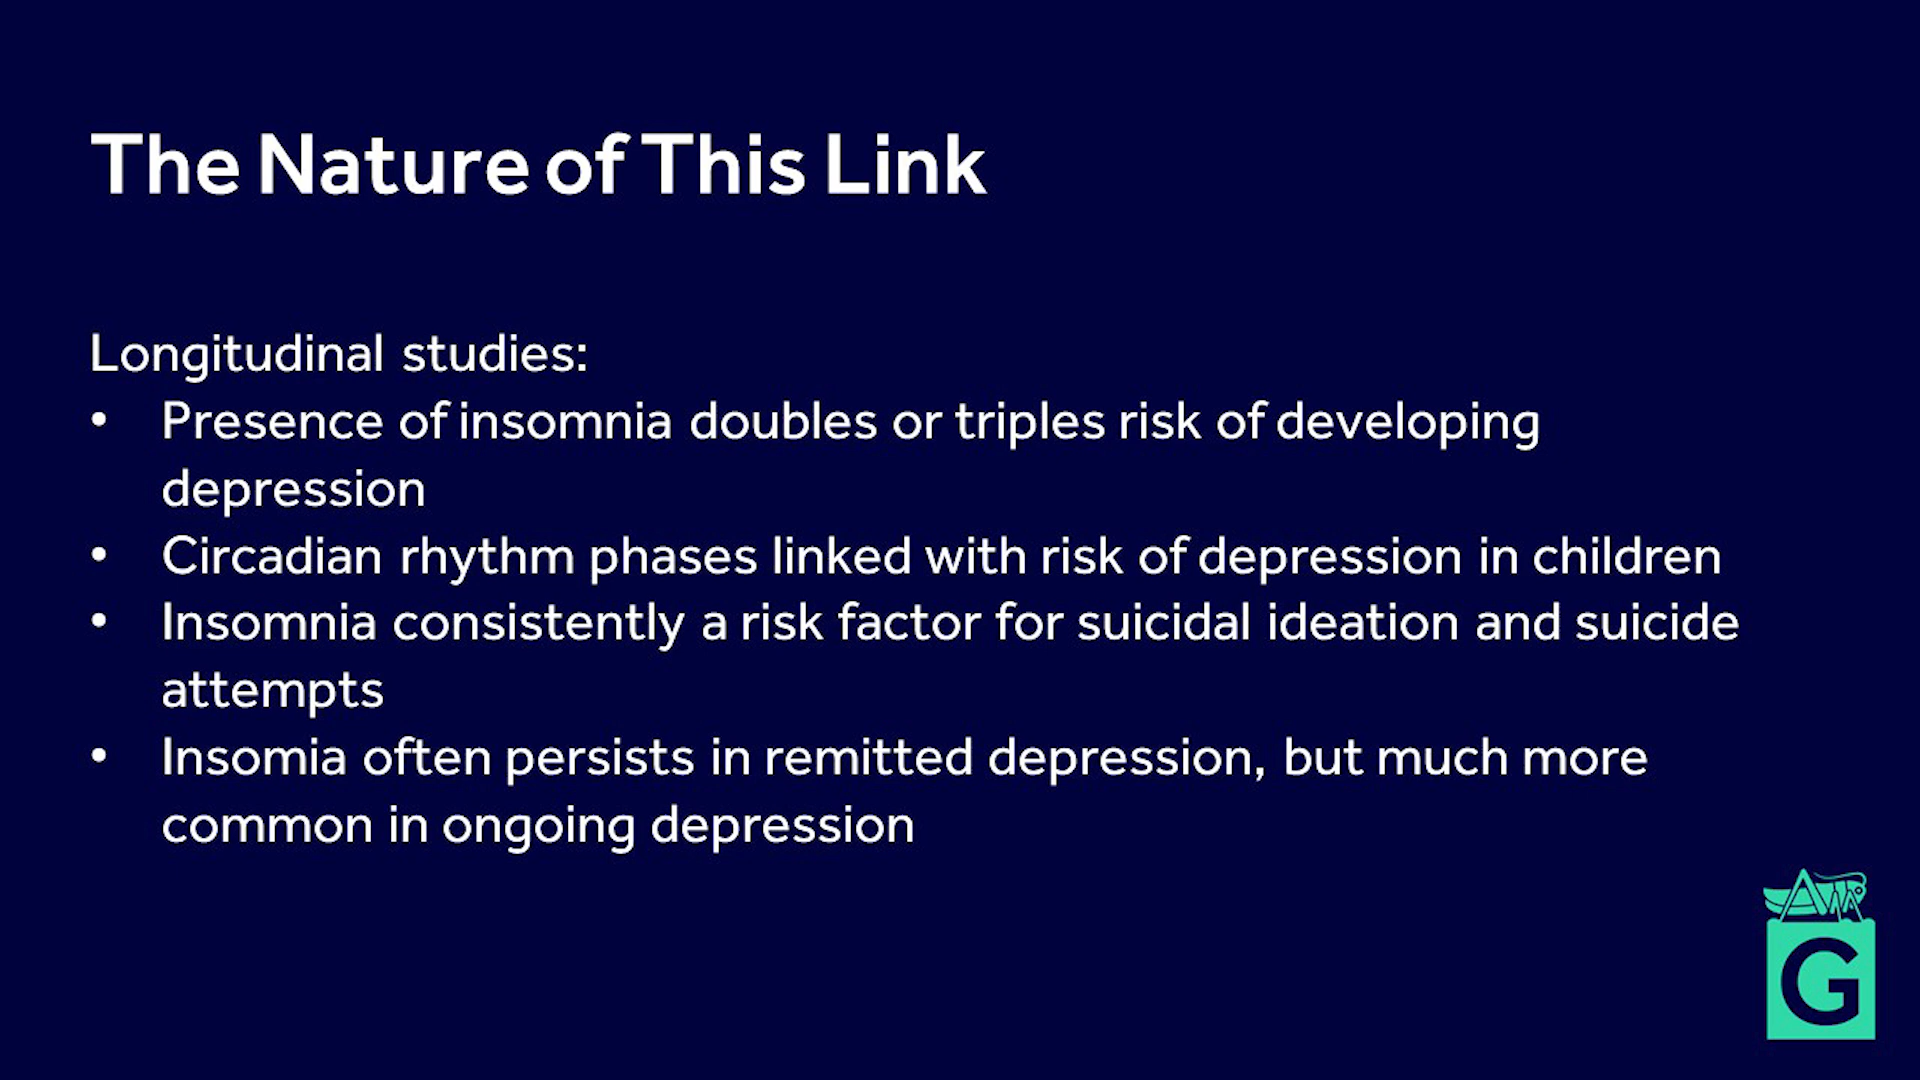 The Nature of This Link
Longitudinal studies:
• Presence of insomnia doubles or triples risk of developing
depression
• Circadian rhythm phases linked with risk of depression in children
• Insomnia consistently a risk factor for suicidal ideation and suicide
attempts
• Insomia often persists in remitted depression, but much more
common in ongoing depression
G